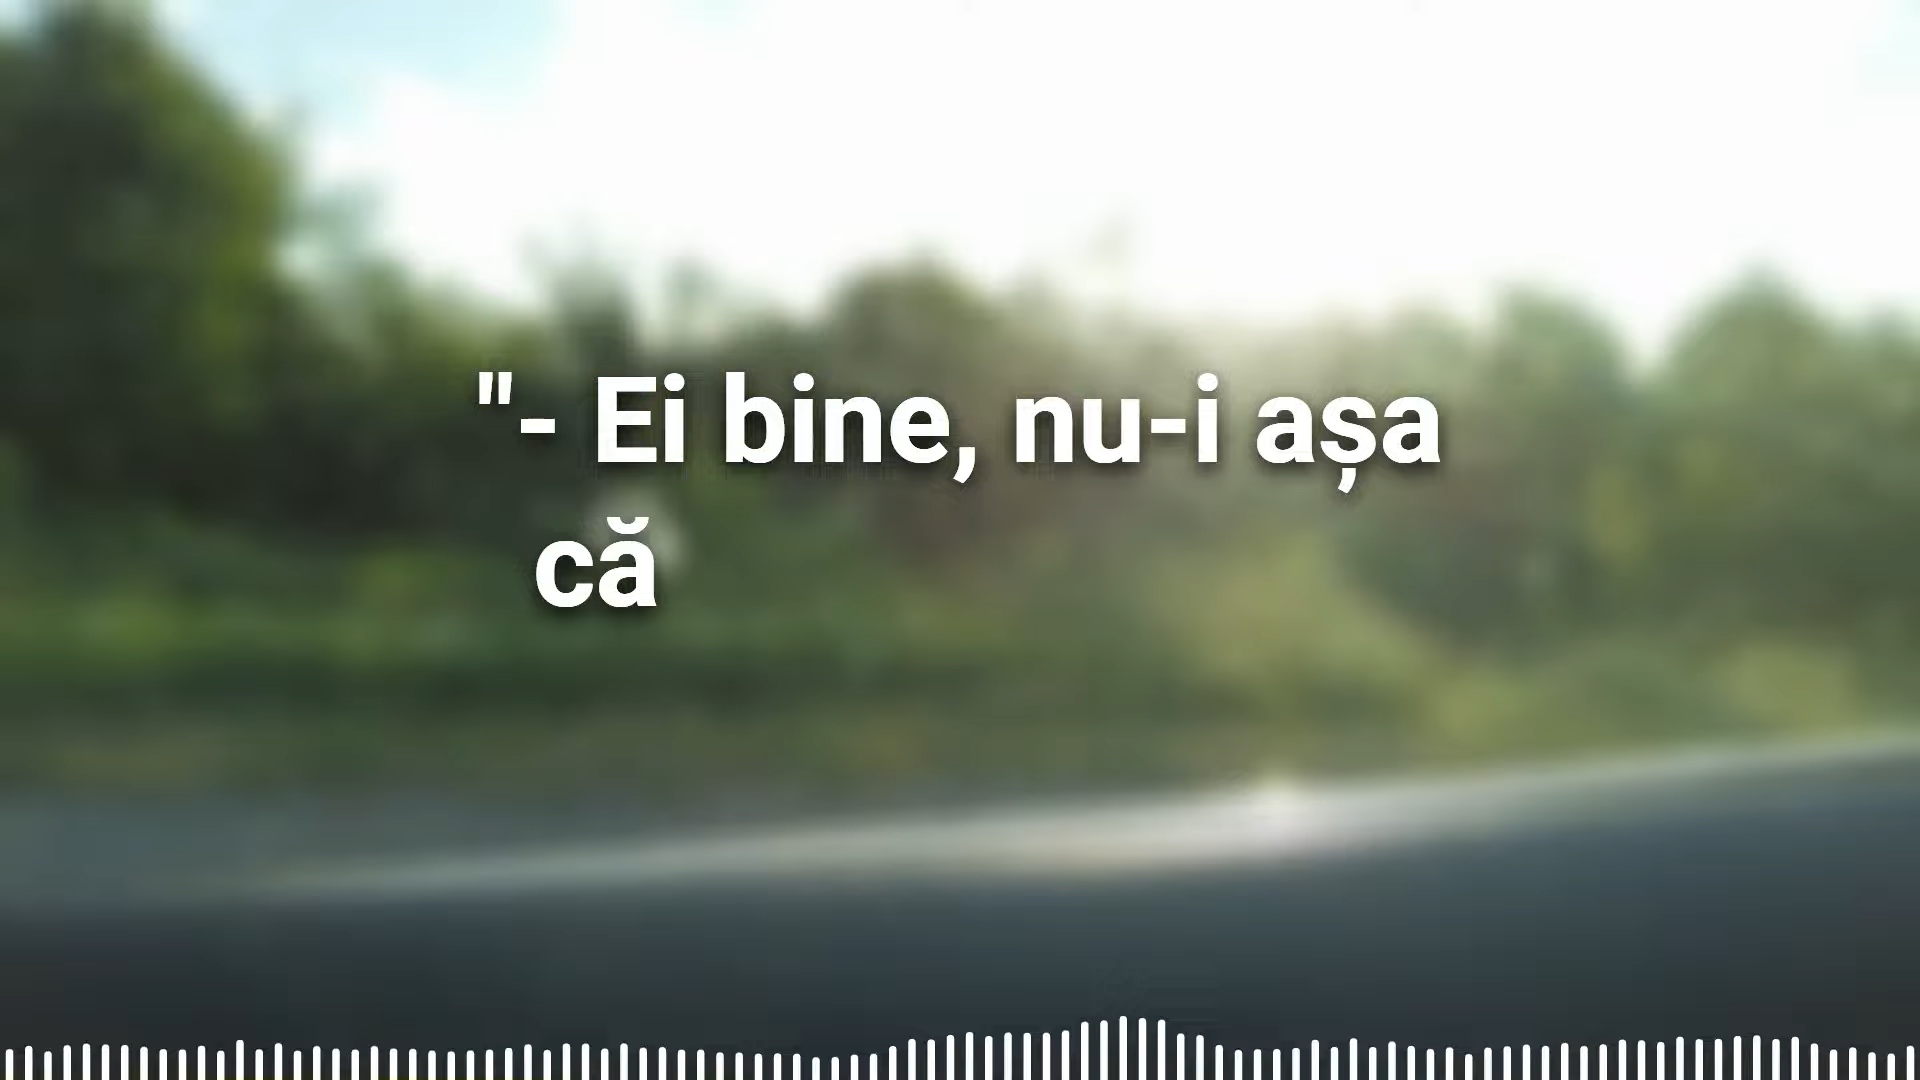 "- Ei bine, nu-i așa
că